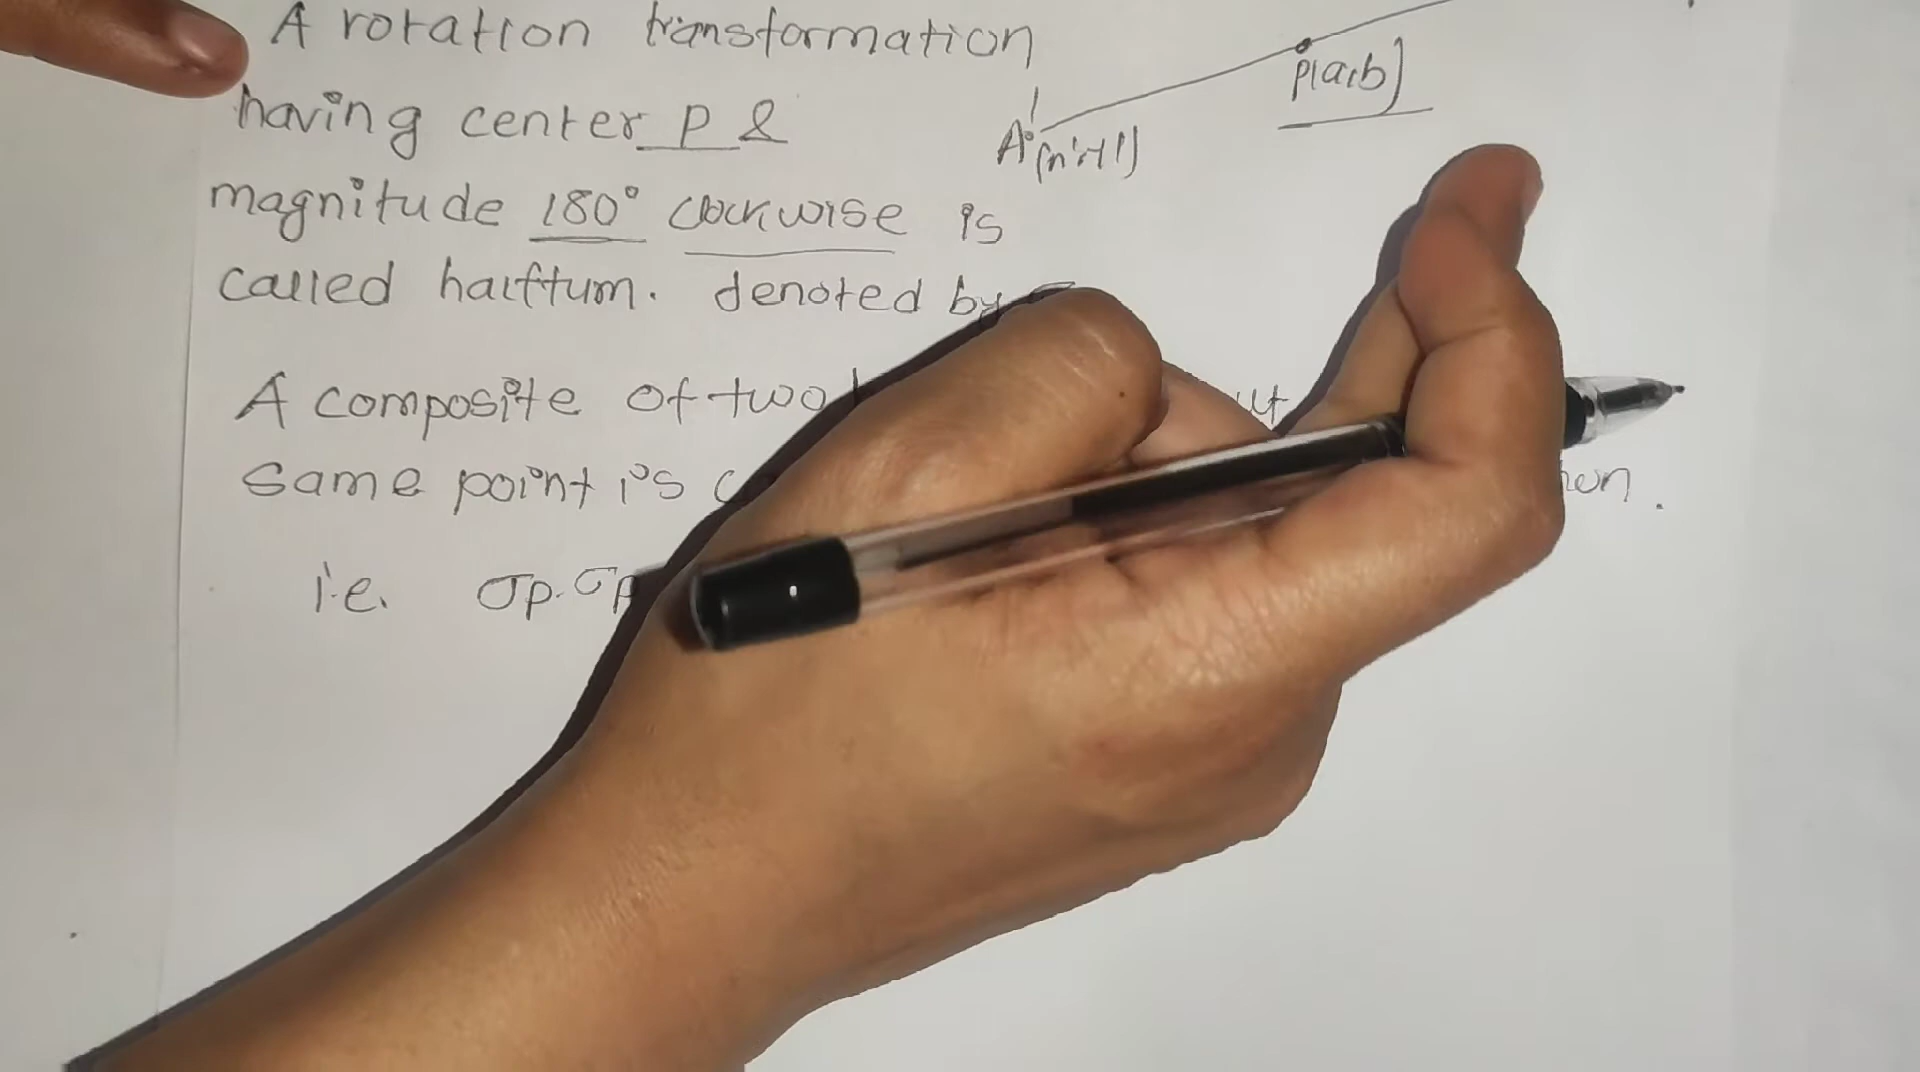 A rotation transformation
having center P &
magnitude 180° clockwise is
called halfturn. denoted by
P(a,b)
A'(x',y')
A composite of two
same point is
i.e. σp.σp